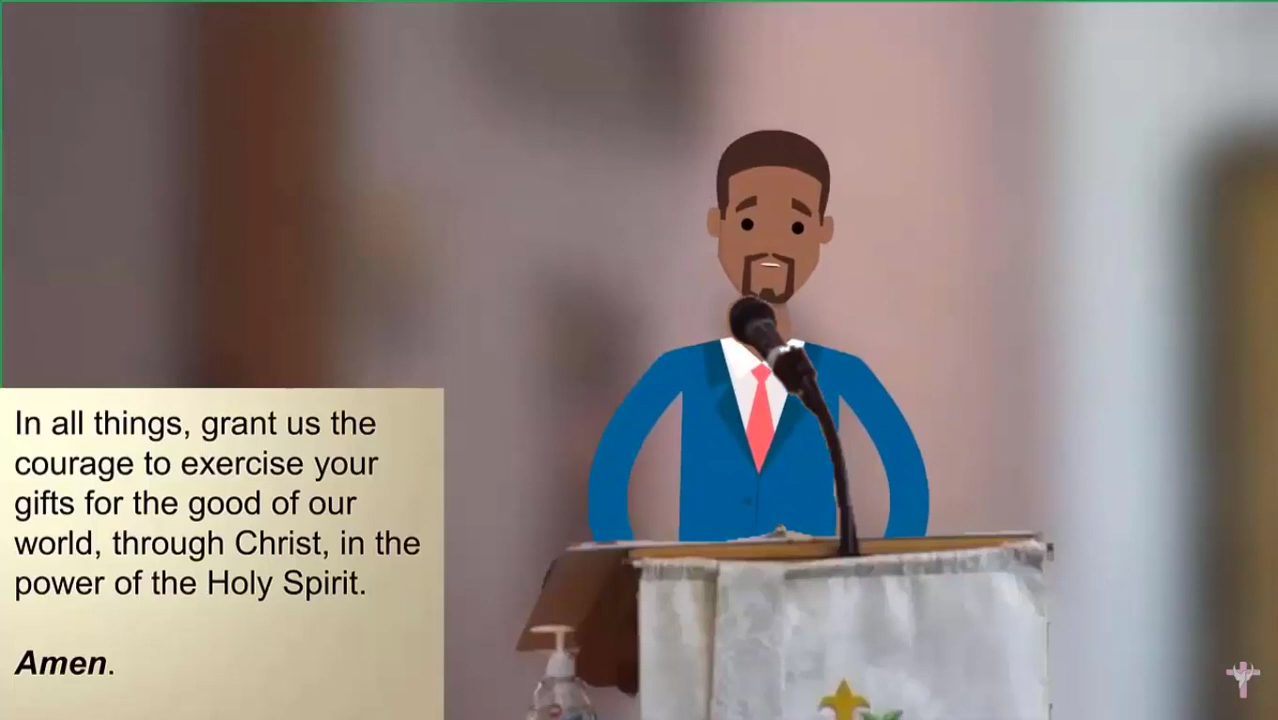 In all things, grant us the
courage to exercise your
gifts for the good of our
world, through Christ, in the
power of the Holy Spirit.
Amen.